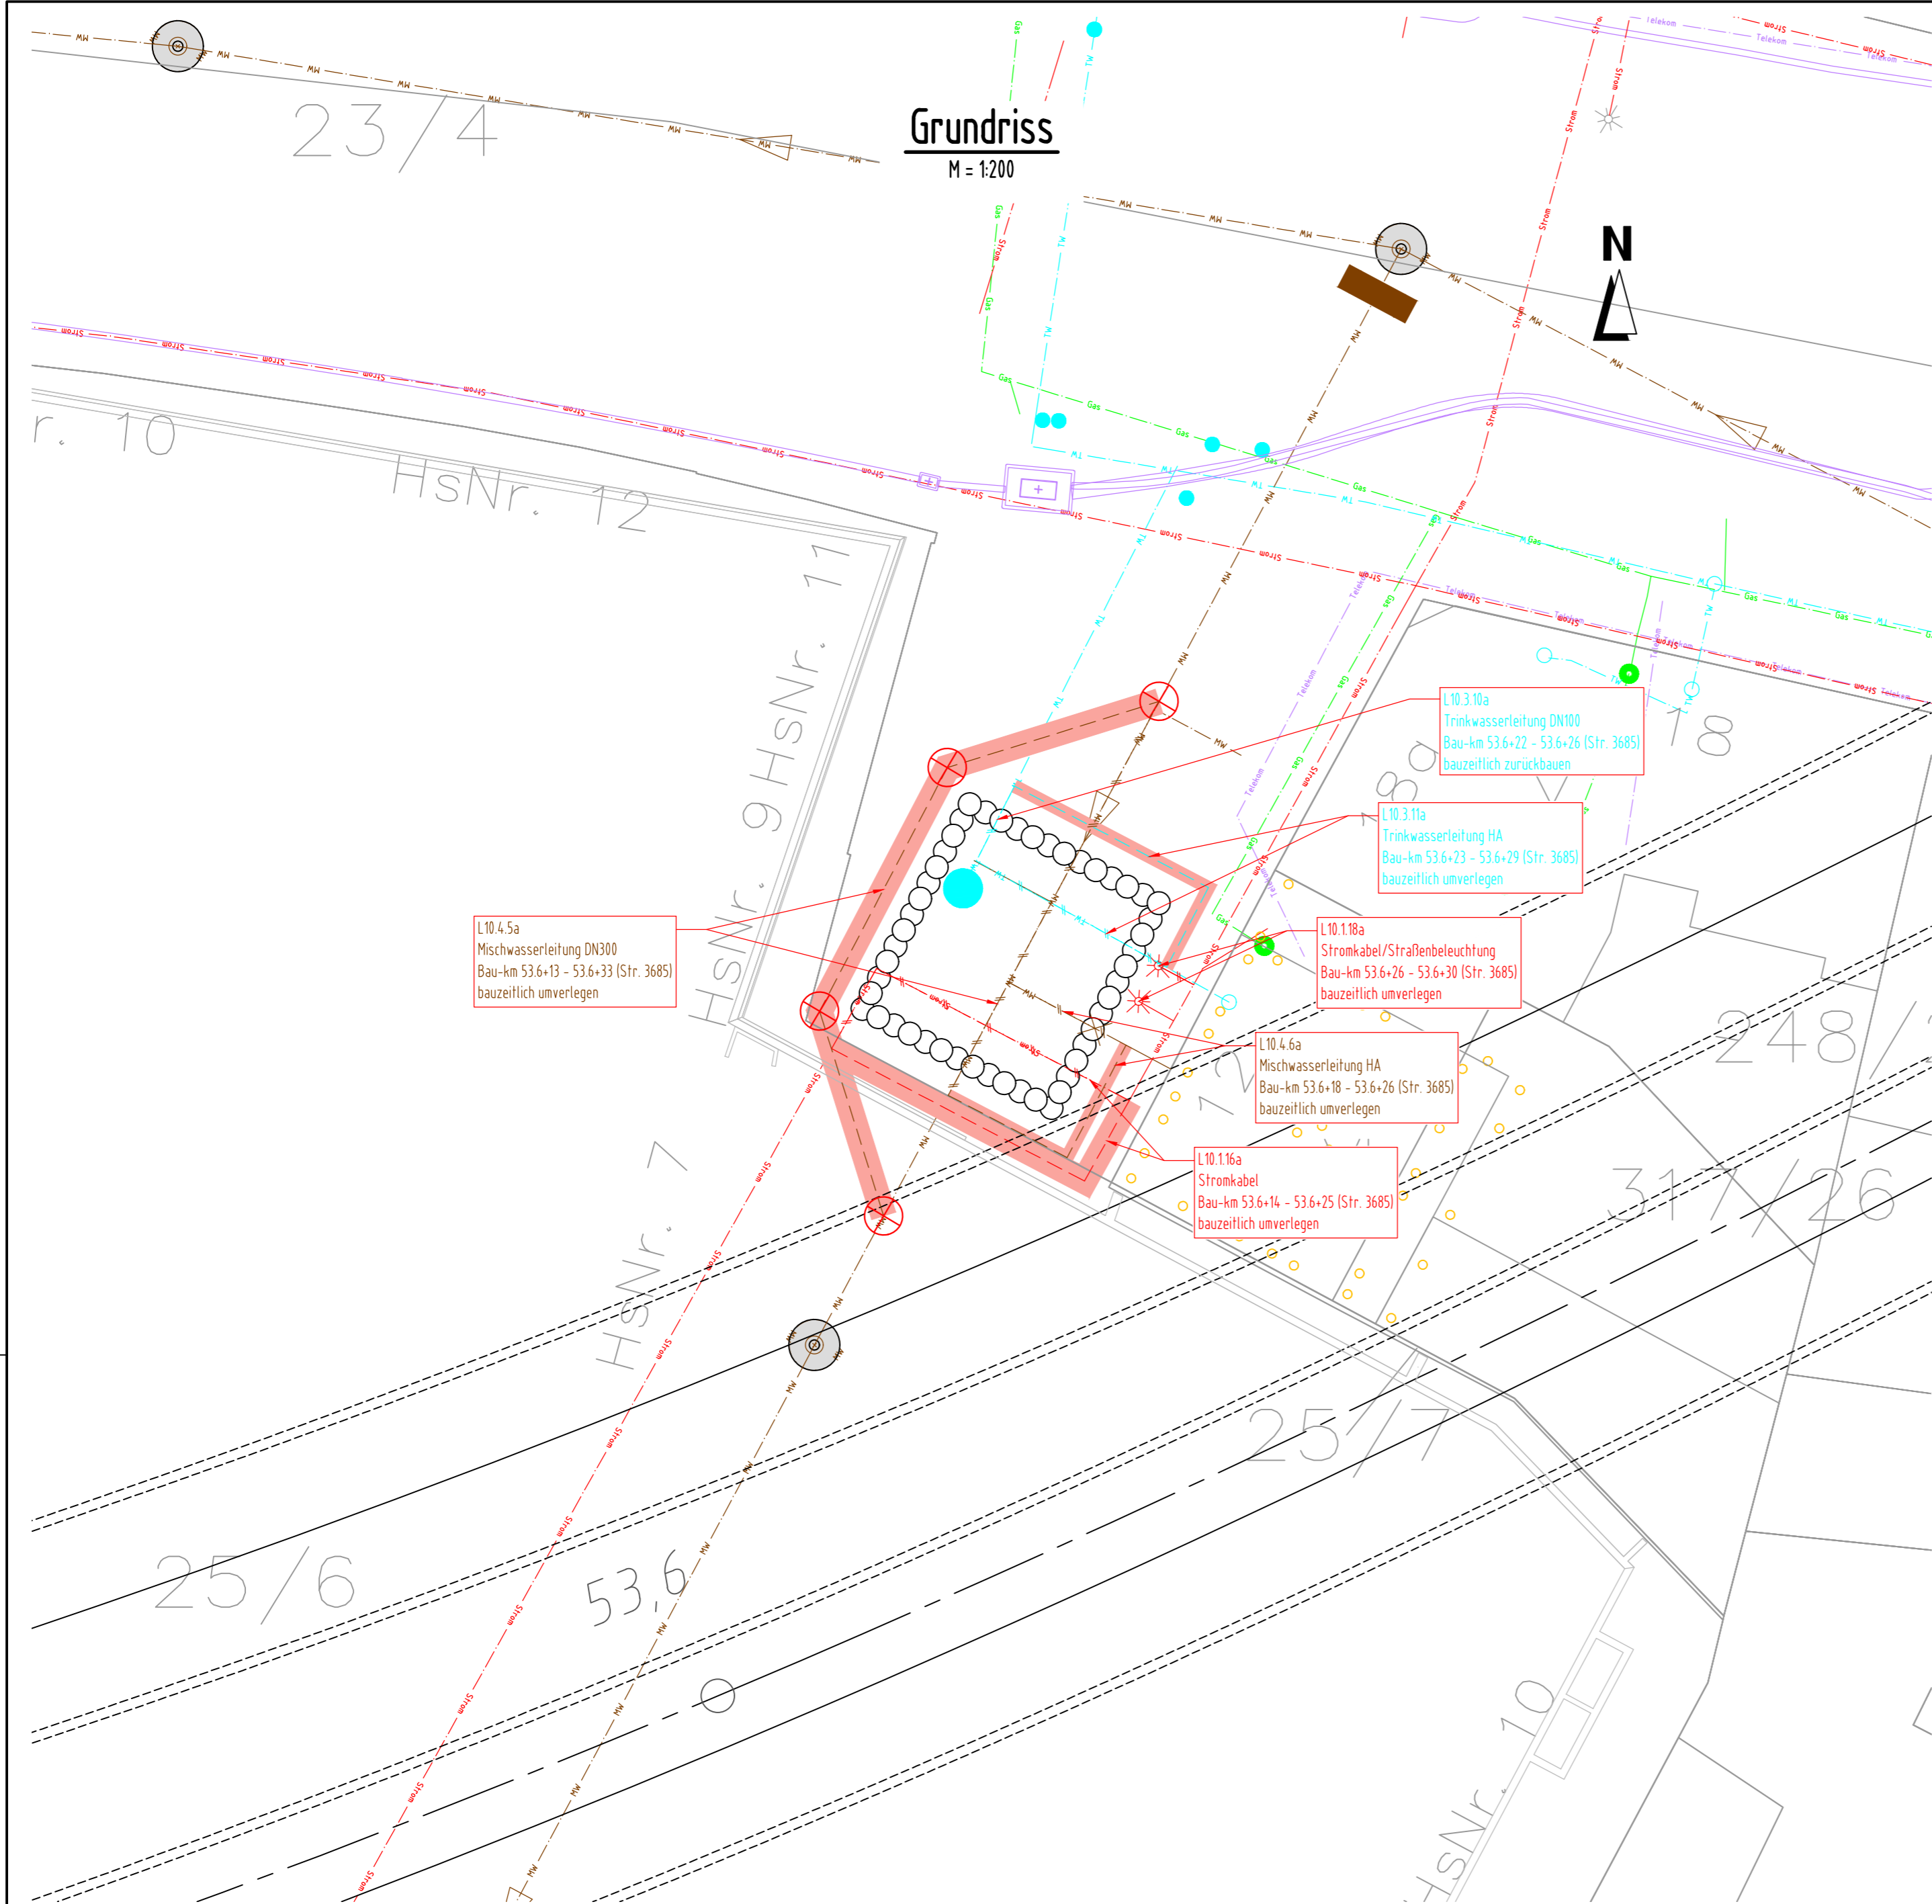 Grundriss
M = 1:200
N
23/4
r. 10
HsNr. 12
HsNr. 11
HsNr. 9
HsNr. 7
18a
18
12
248/
317/26
25/7
25/6
53,6
HsNr. 10
L10.3.10a
Trinkwasserleitung DN100
Bau-km 53.6+22 - 53.6+26 (Str. 3685)
bauzeitlich zurückbauen
L10.3.11a
Trinkwasserleitung HA
Bau-km 53.6+23 - 53.6+29 (Str. 3685)
bauzeitlich umverlegen
L10.4.5a
Mischwasserleitung DN300
Bau-km 53.6+13 - 53.6+33 (Str. 3685)
bauzeitlich umverlegen
L10.1.18a
Stromkabel/Straßenbeleuchtung
Bau-km 53.6+26 - 53.6+30 (Str. 3685)
bauzeitlich umverlegen
L10.4.6a
Mischwasserleitung HA
Bau-km 53.6+18 - 53.6+26 (Str. 3685)
bauzeitlich umverlegen
L10.1.16a
Stromkabel
Bau-km 53.6+14 - 53.6+25 (Str. 3685)
bauzeitlich umverlegen
MW
Strom
Gas
TW
Telekom